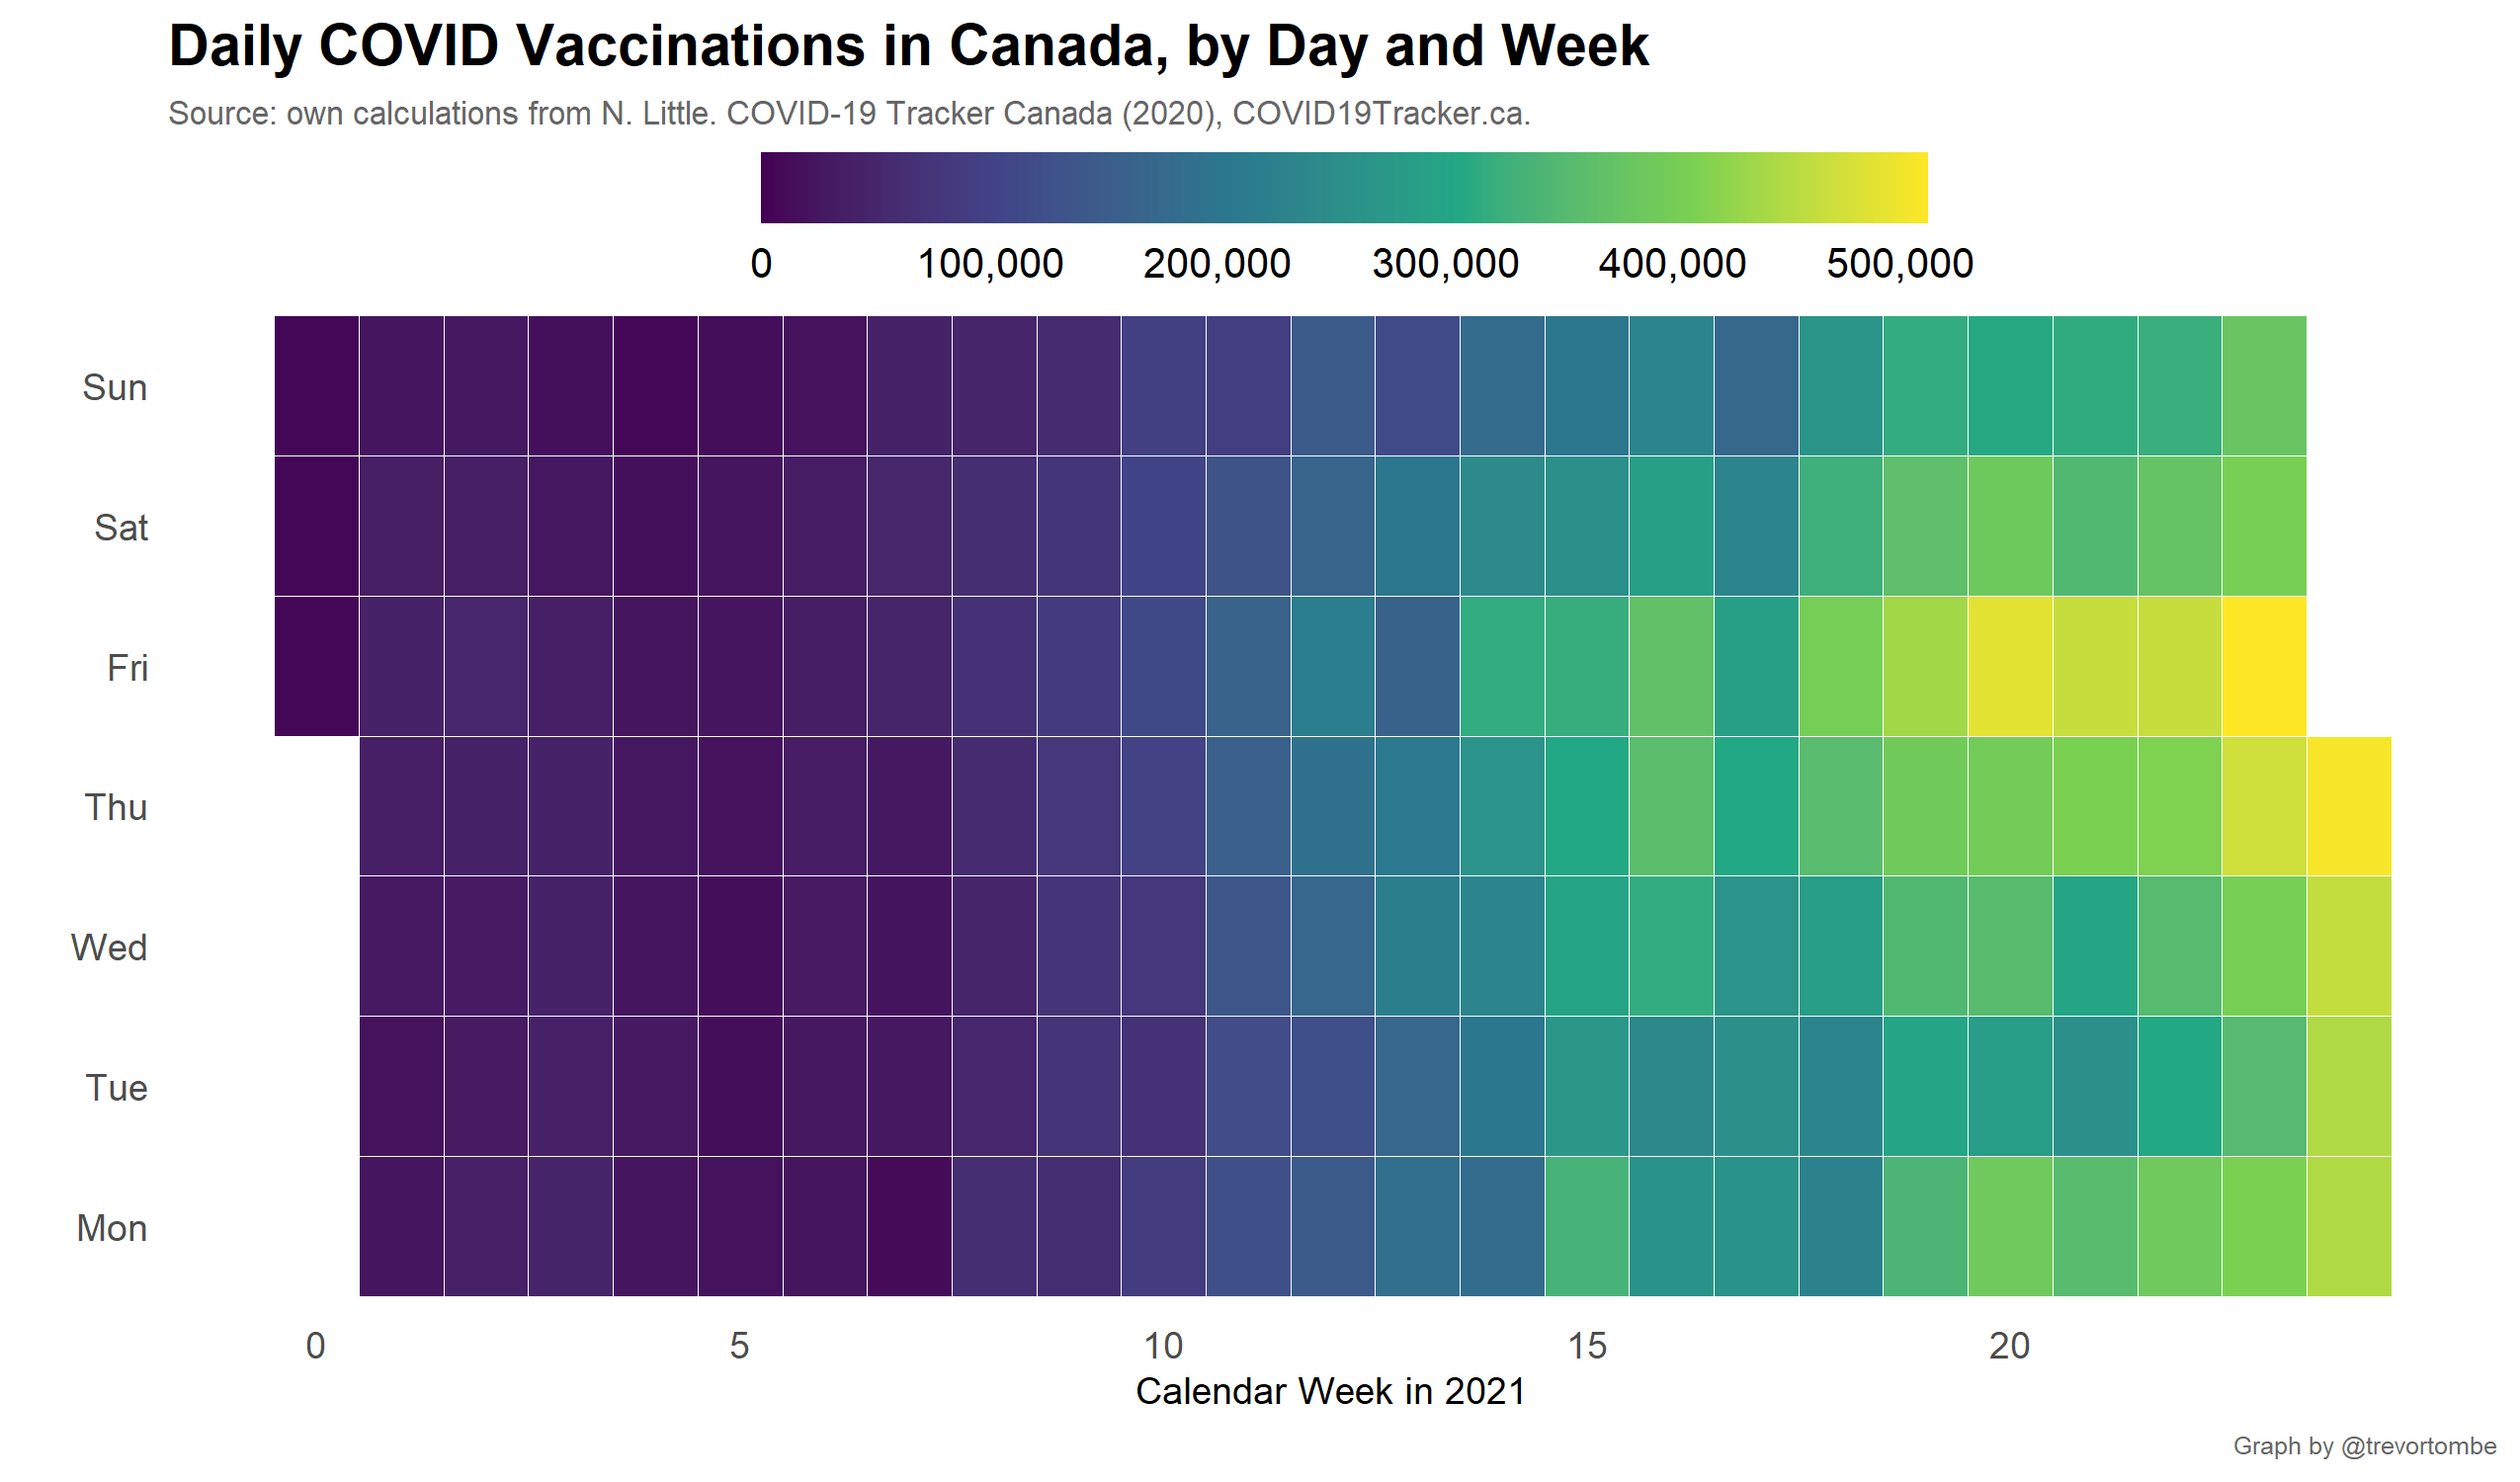 Daily COVID Vaccinations in Canada, by Day and Week
Source: own calculations from N. Little. COVID-19 Tracker Canada (2020), COVID19Tracker.ca.
0 100,000 200,000 300,000 400,000 500,000
Sun
Sat
Fri
Thu
Wed
Tue
Mon
0 5 10 15 20
Calendar Week in 2021
Graph by @trevortombe